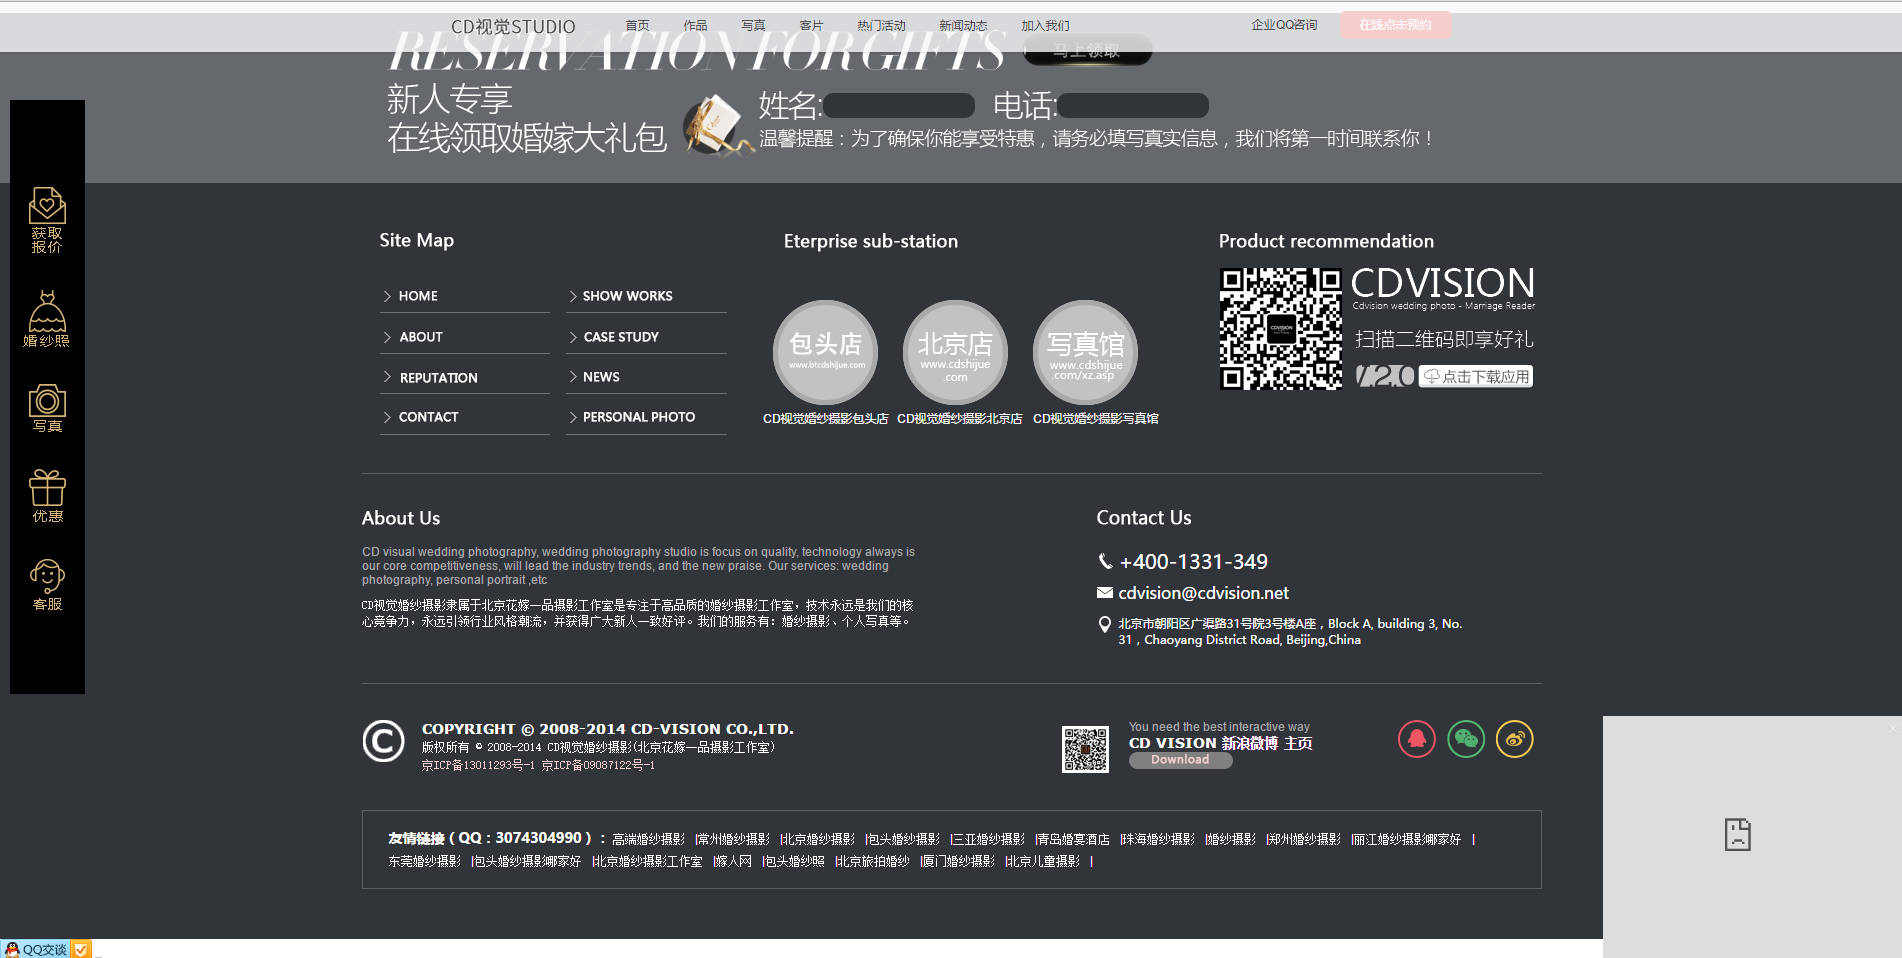 CD视觉STUDIO 首页 作品 写真 客片 热门活动 新闻动态 加入我们 企业QQ咨询 在线点击预约
RESERVATION FOR GIFTS 马上领取
新人专享
在线领取婚嫁大礼包
姓名: 电话:
温馨提醒：为了确保你能享受特惠，请务必填写真实信息，我们将第一时间联系你！
获取
报价
婚纱照
写真
优惠
客服
Site Map
HOME
SHOW WORKS
ABOUT
CASE STUDY
REPUTATION
NEWS
CONTACT
PERSONAL PHOTO
Eterprise sub-station
包头店
www.btcdshijue.com
CD视觉婚纱摄影包头店
北京店
www.cdshijue
.com
CD视觉婚纱摄影北京店
写真馆
www.cdshijue
.com/xz.asp
CD视觉婚纱摄影写真馆
Product recommendation
CDVISION
CDVISION
Cdvision wedding photo - Marriage Reader
扫描二维码即享好礼
点击下载应用
About Us
CD visual wedding photography, wedding photography studio is focus on quality, technology always is
our core competitiveness, will lead the industry trends, and the new praise. Our services: wedding
photography, personal portrait ,etc
CD视觉婚纱摄影隶属于北京花嫁一品摄影工作室是专注于高品质的婚纱摄影工作室，技术永远是我们的核
心竞争力，永远引领行业风格潮流，并获得广大新人一致好评。我们的服务有：婚纱摄影、个人写真等。
Contact Us
+400-1331-349
cdvision@cdvision.net
北京市朝阳区广渠路31号院3号楼A座，Block A, building 3, No.
31，Chaoyang District Road, Beijing,China
COPYRIGHT © 2008-2014 CD-VISION CO.,LTD.
版权所有 © 2008-2014 CD视觉婚纱摄影(北京花嫁一品摄影工作室)
京ICP备13011293号-1 京ICP备09087122号-1
You need the best interactive way
CD VISION 新浪微博 主页
Download
友情链接（QQ：3074304990）： 高端婚纱摄影 |常州婚纱摄影 |北京婚纱摄影 |包头婚纱摄影 |三亚婚纱摄影 |青岛婚宴酒店 |珠海婚纱摄影 |婚纱摄影 |郑州婚纱摄影 |丽江婚纱摄影哪家好 |
东莞婚纱摄影 |包头婚纱摄影哪家好 |北京婚纱摄影工作室 |嫁人网 |包头婚纱照 |北京旅拍婚纱 |厦门婚纱摄影 |北京儿童摄影 |
QQ交谈